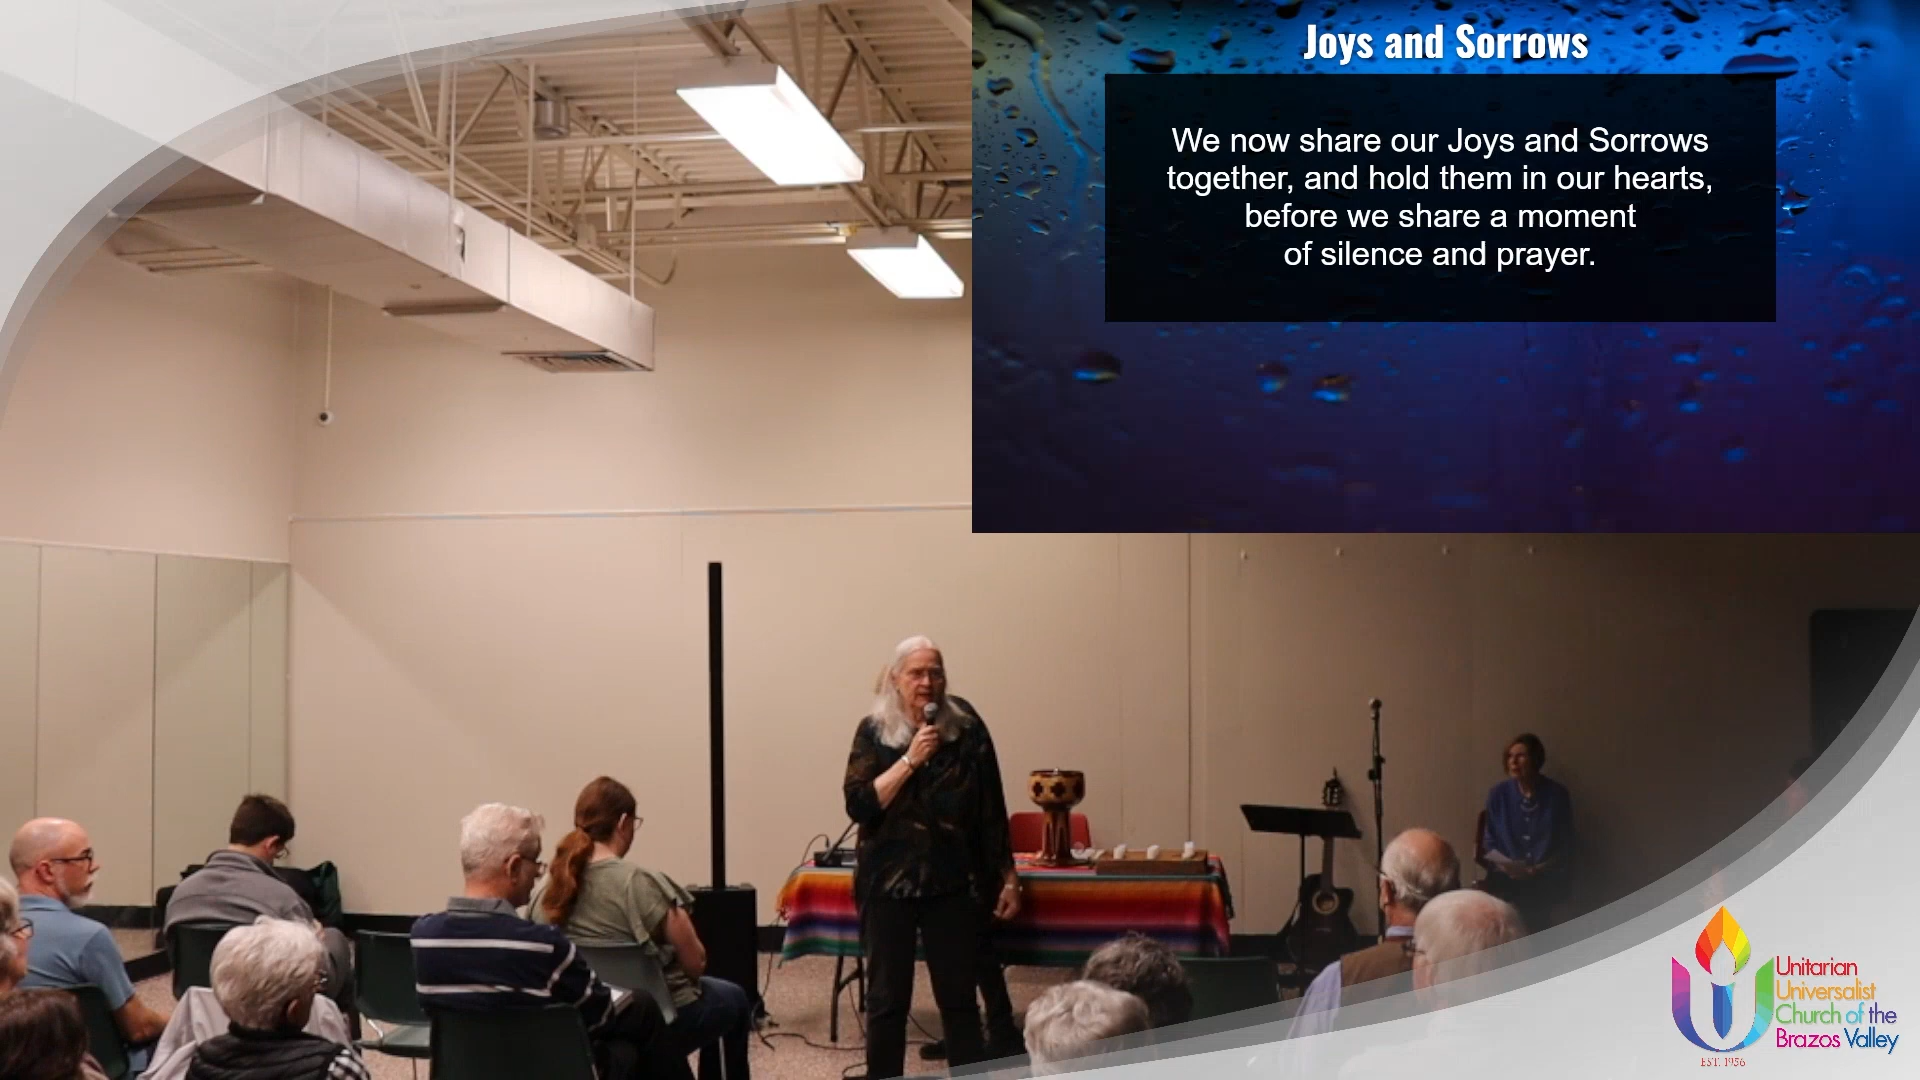 Joys and Sorrows
We now share our Joys and Sorrows
together, and hold them in our hearts,
before we share a moment
of silence and prayer.
Unitarian
Universalist
Church of the
Brazos Valley
EST. 1956